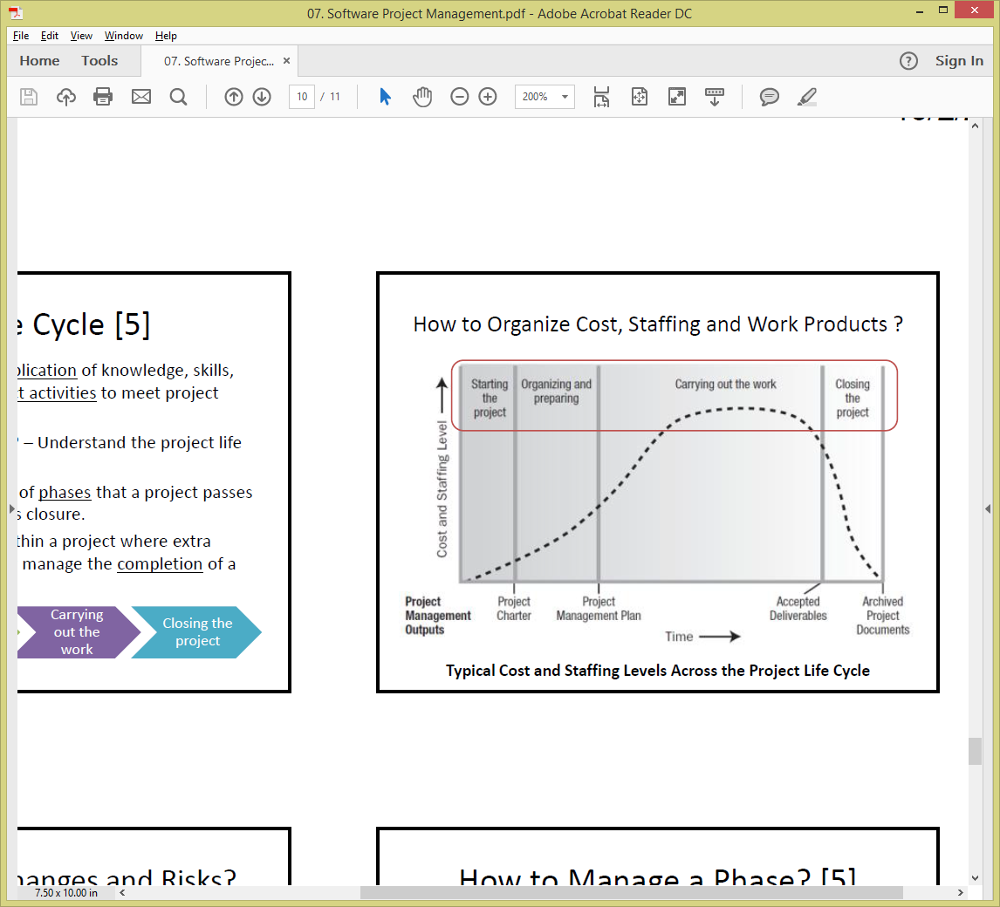 07. Software Project Management.pdf - Adobe Acrobat Reader DC
File Edit View Window Help
Home Tools 07. Software Projec... × ? Sign In
10 / 11 200%
e Cycle [5]
plication of knowledge, skills,
ct activities to meet project
? – Understand the project life
of phases that a project passes
s closure.
thin a project where extra
manage the completion of a
Carrying
out the
work
Closing the
project
How to Organize Cost, Staffing and Work Products ?
Starting
the
project
Organizing and
preparing
Carrying out the work
Closing
the
project
Cost and Staffing Level
Project
Management
Outputs
Project
Charter
Project
Management Plan
Accepted
Deliverables
Archived
Project
Documents
Time
Typical Cost and Staffing Levels Across the Project Life Cycle
hanges and Risks?
How to Manage a Phase? [5]
7.50 x 10.00 in